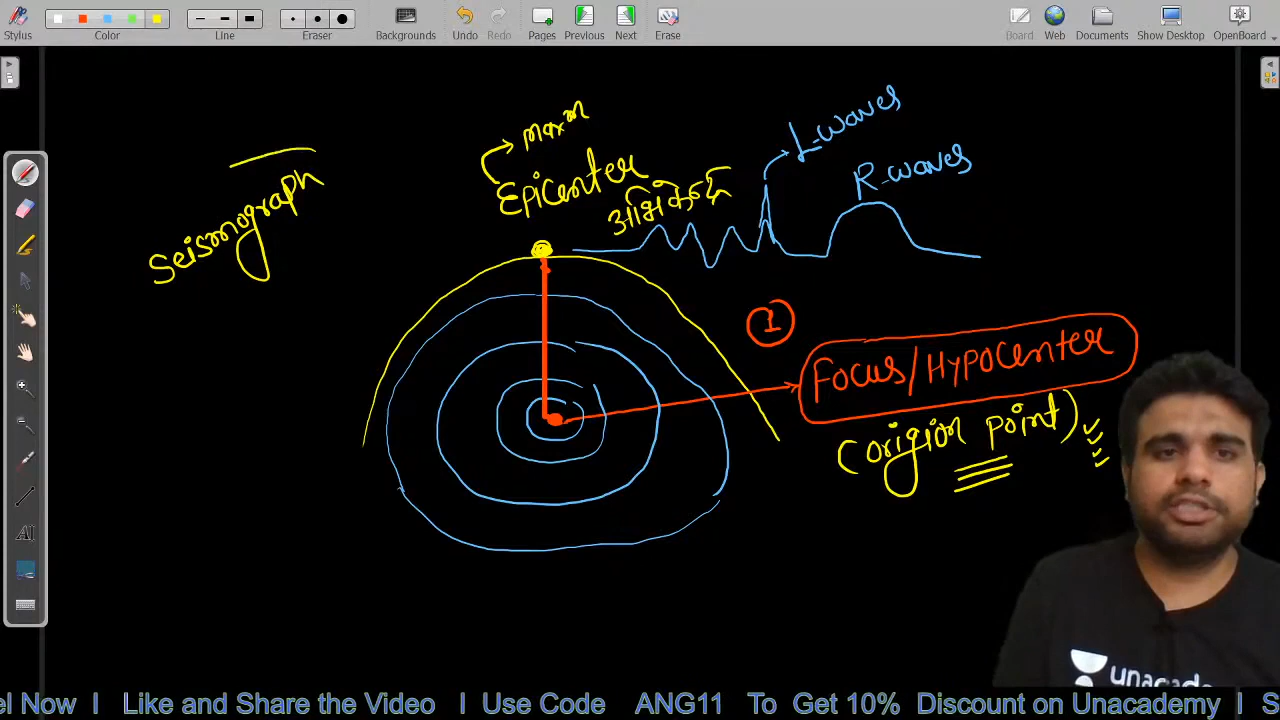 Stylus
Color
Line
Eraser
Backgrounds
Undo
Redo
Pages
Previous
Next
Erase
Board
Web
Documents
Show Desktop
OpenBoard
Seismograph
maxm
Epicenter
L-waves
R-waves
1
Focus/Hypocenter
(origion point)
unacade
el Now I Like and Share the Video I Use Code ANG11 To Get 10% Discount on Unacademy I S